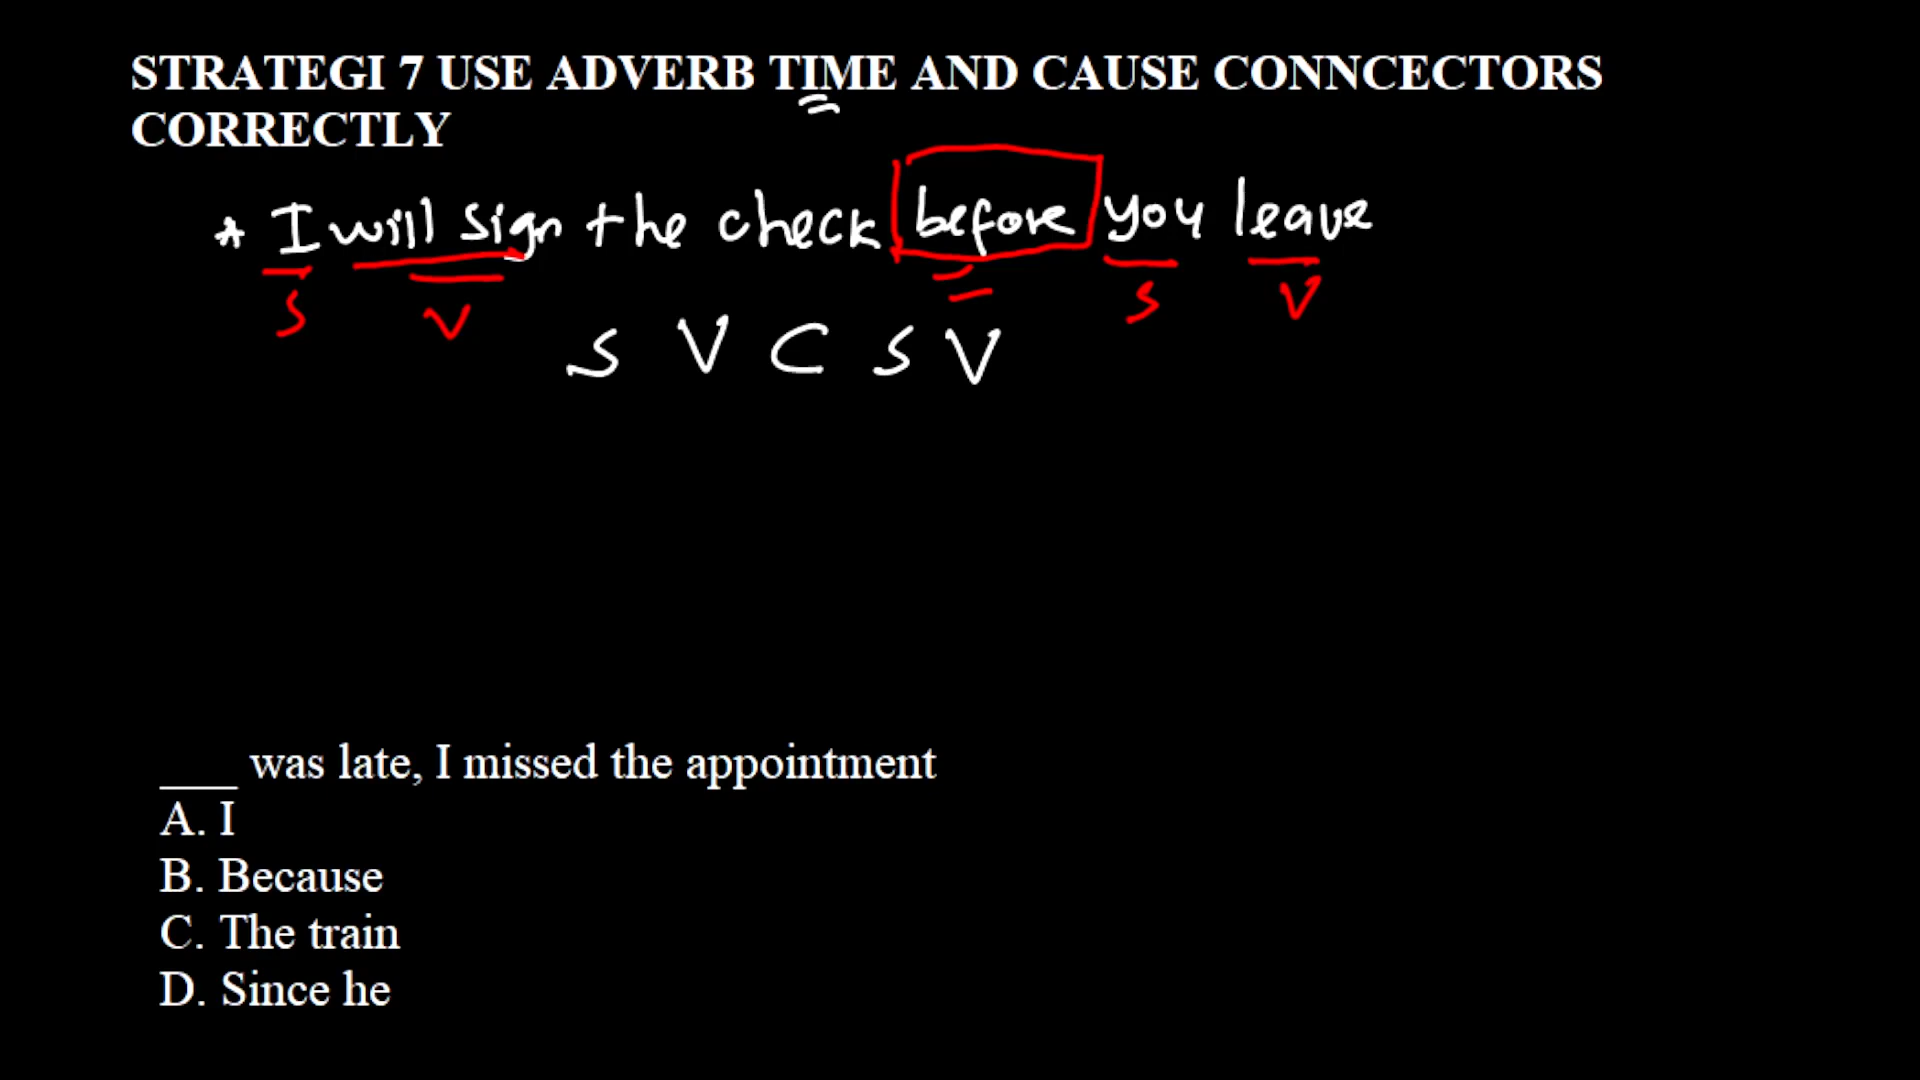 STRATEGI 7 USE ADVERB TIME AND CAUSE CONNCECTORS
CORRECTLY
* I will sign the check before you leave
S V S V
S V C S V
___ was late, I missed the appointment
A. I
B. Because
C. The train
D. Since he